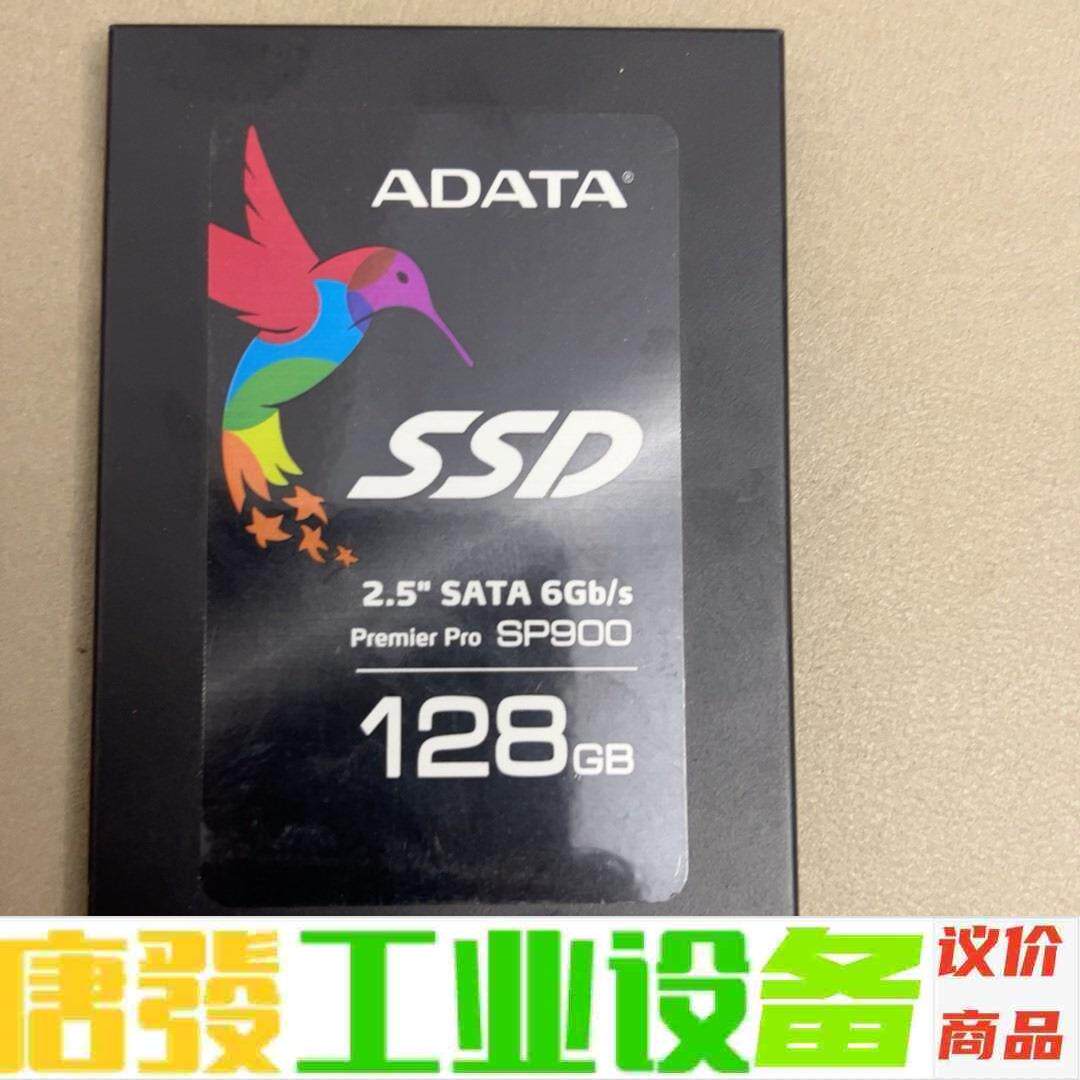 ADATA®
SSD
2.5" SATA 6Gb/s
Premier Pro SP900
128GB
唐發工业设备
议价
商品